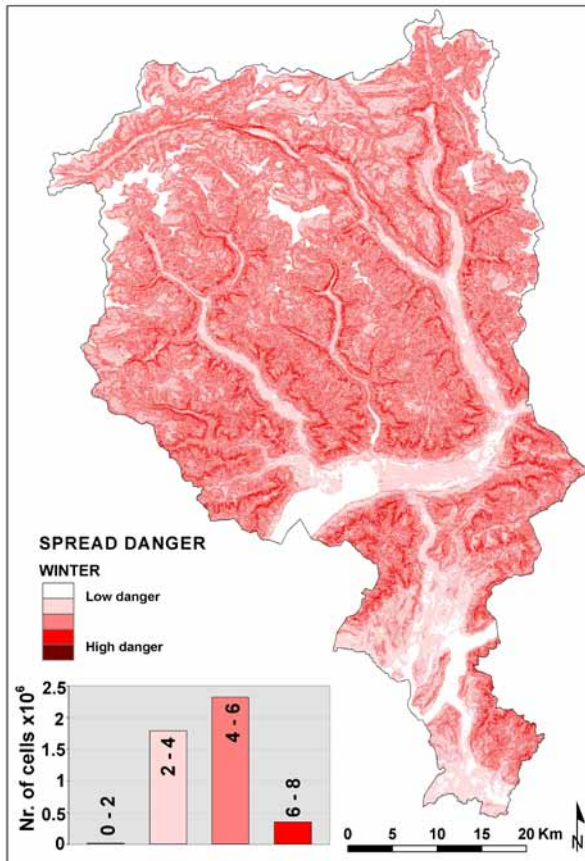 SPREAD DANGER
WINTER
Low danger
High danger
Nr. of cells x10⁶
2.5
2
1.5
1
0.5
0
0 - 2
2 - 4
4 - 6
6 - 8
0 5 10 15 20 Km
N